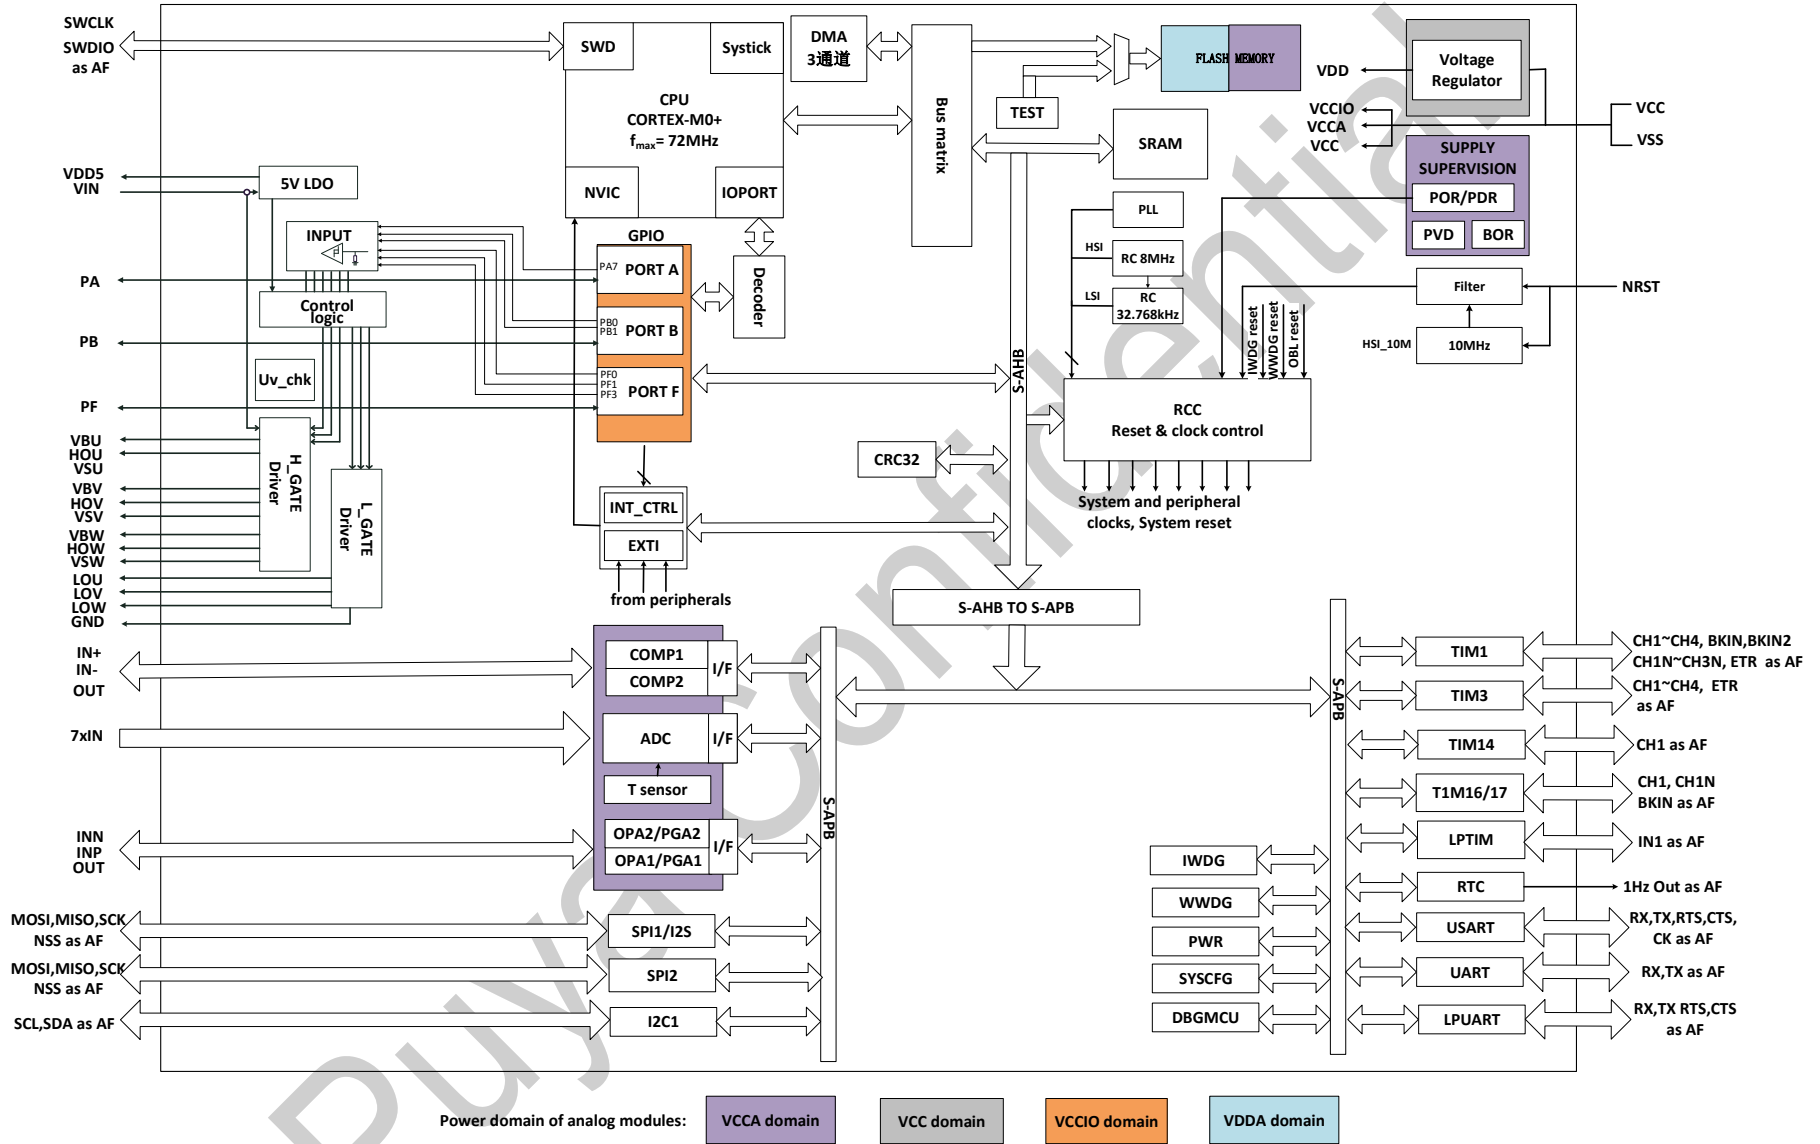 SWCLK
SWDIO
as AF
SWD
Systick
CPU
CORTEX-M0+
fmax= 72MHz
NVIC
IOPORT
DMA
3通道
Bus matrix
TEST
FLASH MEMORY
SRAM
Voltage
Regulator
VDD
VCCIO
VCCA
VCC
VCC
VSS
SUPPLY
SUPERVISION
POR/PDR
PVD
BOR
VDD5
VIN
5V LDO
INPUT
Control
logic
Uv_chk
H_GATE
Driver
L_GATE
Driver
GPIO
PA7
PORT A
PB0
PB1
PORT B
PF0
PF1
PF3
PORT F
Decoder
PA
PB
PF
VBU
HOU
VSU
VBV
HOV
VSV
VBW
HOW
VSW
LOU
LOV
LOW
GND
INT_CTRL
EXTI
from peripherals
PLL
HSI
RC 8MHz
LSI
RC
32.768kHz
S-AHB
CRC32
Filter
NRST
HSI_10M
10MHz
IWDG reset
WWDG reset
OBL reset
RCC
Reset & clock control
System and peripheral
clocks, System reset
S-AHB TO S-APB
IN+
IN-
OUT
COMP1
COMP2
I/F
7xIN
ADC
I/F
T sensor
INN
INP
OUT
OPA2/PGA2
OPA1/PGA1
I/F
S-APB
MOSI,MISO,SCK
NSS as AF
SPI1/I2S
MOSI,MISO,SCK
NSS as AF
SPI2
SCL,SDA as AF
I2C1
S-APB
IWDG
WWDG
PWR
SYSCFG
DBGMCU
TIM1
CH1~CH4, BKIN,BKIN2
CH1N~CH3N, ETR as AF
TIM3
CH1~CH4, ETR
as AF
TIM14
CH1 as AF
T1M16/17
CH1, CH1N
BKIN as AF
LPTIM
IN1 as AF
RTC
1Hz Out as AF
USART
RX,TX,RTS,CTS,
CK as AF
UART
RX,TX as AF
LPUART
RX,TX RTS,CTS
as AF
Power domain of analog modules:
VCCA domain
VCC domain
VCCIO domain
VDDA domain
Puya Confidential